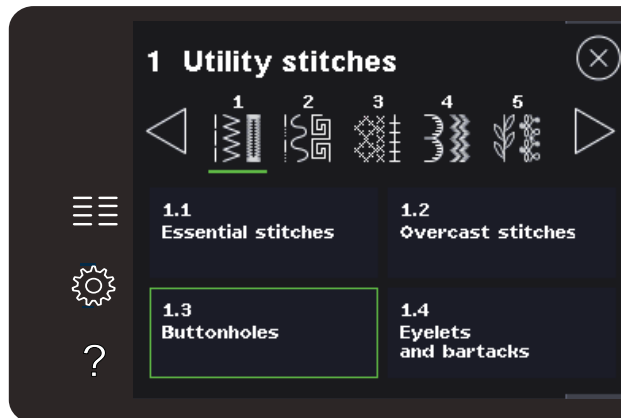 1 Utility stitches
1 2 3 4 5
1.1
Essential stitches
1.2
Overcast stitches
1.3
Buttonholes
1.4
Eyelets
and bartacks
?